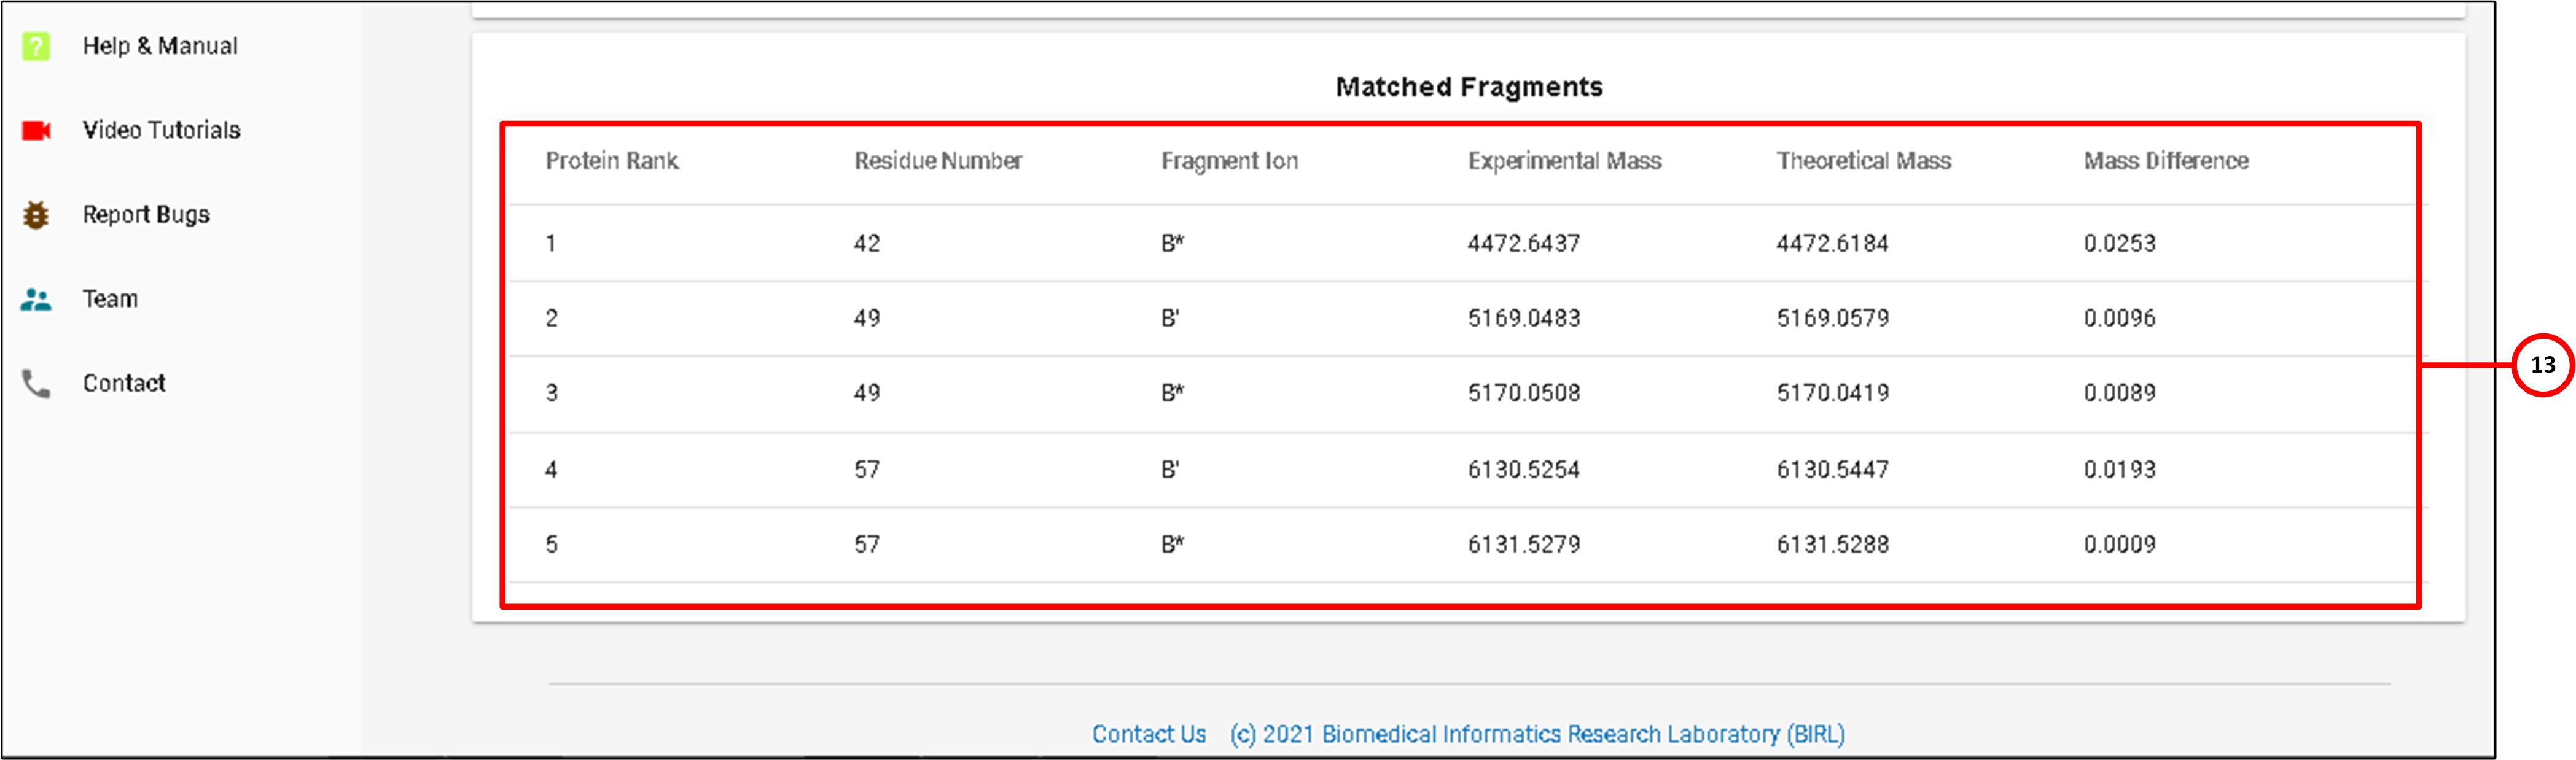 Help & Manual
Video Tutorials
Report Bugs
Team
Contact
Matched Fragments
Protein Rank Residue Number Fragment Ion Experimental Mass Theoretical Mass Mass Difference
1 42 B* 4472.6437 4472.6184 0.0253
2 49 B' 5169.0483 5169.0579 0.0096
3 49 B* 5170.0508 5170.0419 0.0089
4 57 B' 6130.5254 6130.5447 0.0193
5 57 B* 6131.5279 6131.5288 0.0009
13
Contact Us (c) 2021 Biomedical Informatics Research Laboratory (BIRL)